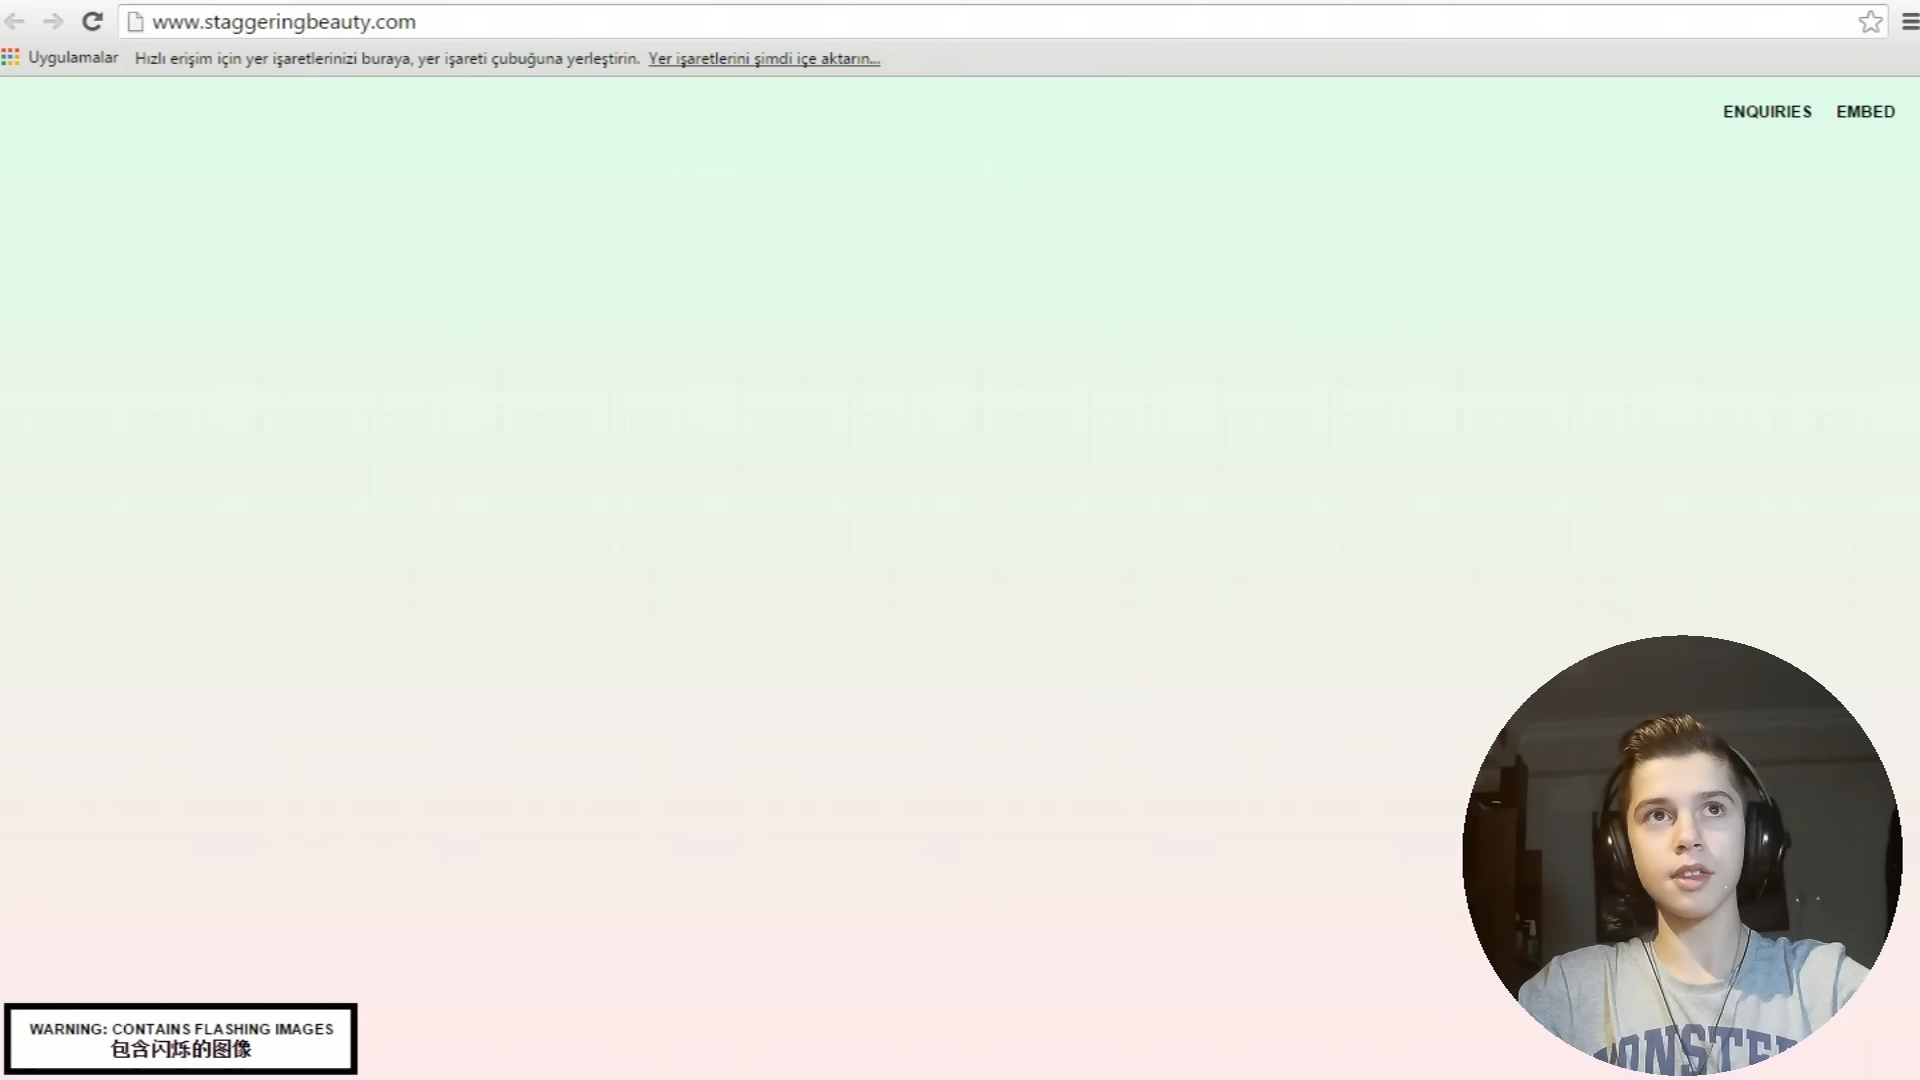 www.staggeringbeauty.com
Uygulamalar Hızlı erişim için yer işaretlerinizi buraya, yer işareti çubuğuna yerleştirin. Yer işaretlerini şimdi içe aktarın...
ENQUIRIES EMBED
WARNING: CONTAINS FLASHING IMAGES
包含闪烁的图像